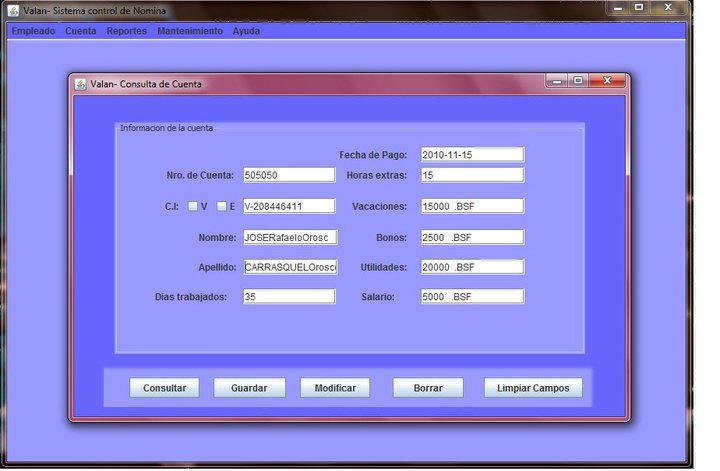 Valan- Sistema control de Nomina
Empleado Cuenta Reportes Mantenimiento Ayuda
Valan- Consulta de Cuenta
Informacion de la cuenta
Fecha de Pago: 2010-11-15
Nro. de Cuenta: 505050 Horas extras: 15
C.I: V E V-208446411 Vacaciones: 15000 .BSF
Nombre: JOSERafaeloOrosc Bonos: 2500 .BSF
Apellido: CARRASQUELOrosc Utilidades: 20000 .BSF
Dias trabajados: 35 Salario: 5000 .BSF
Consultar Guardar Modificar Borrar Limpiar Campos